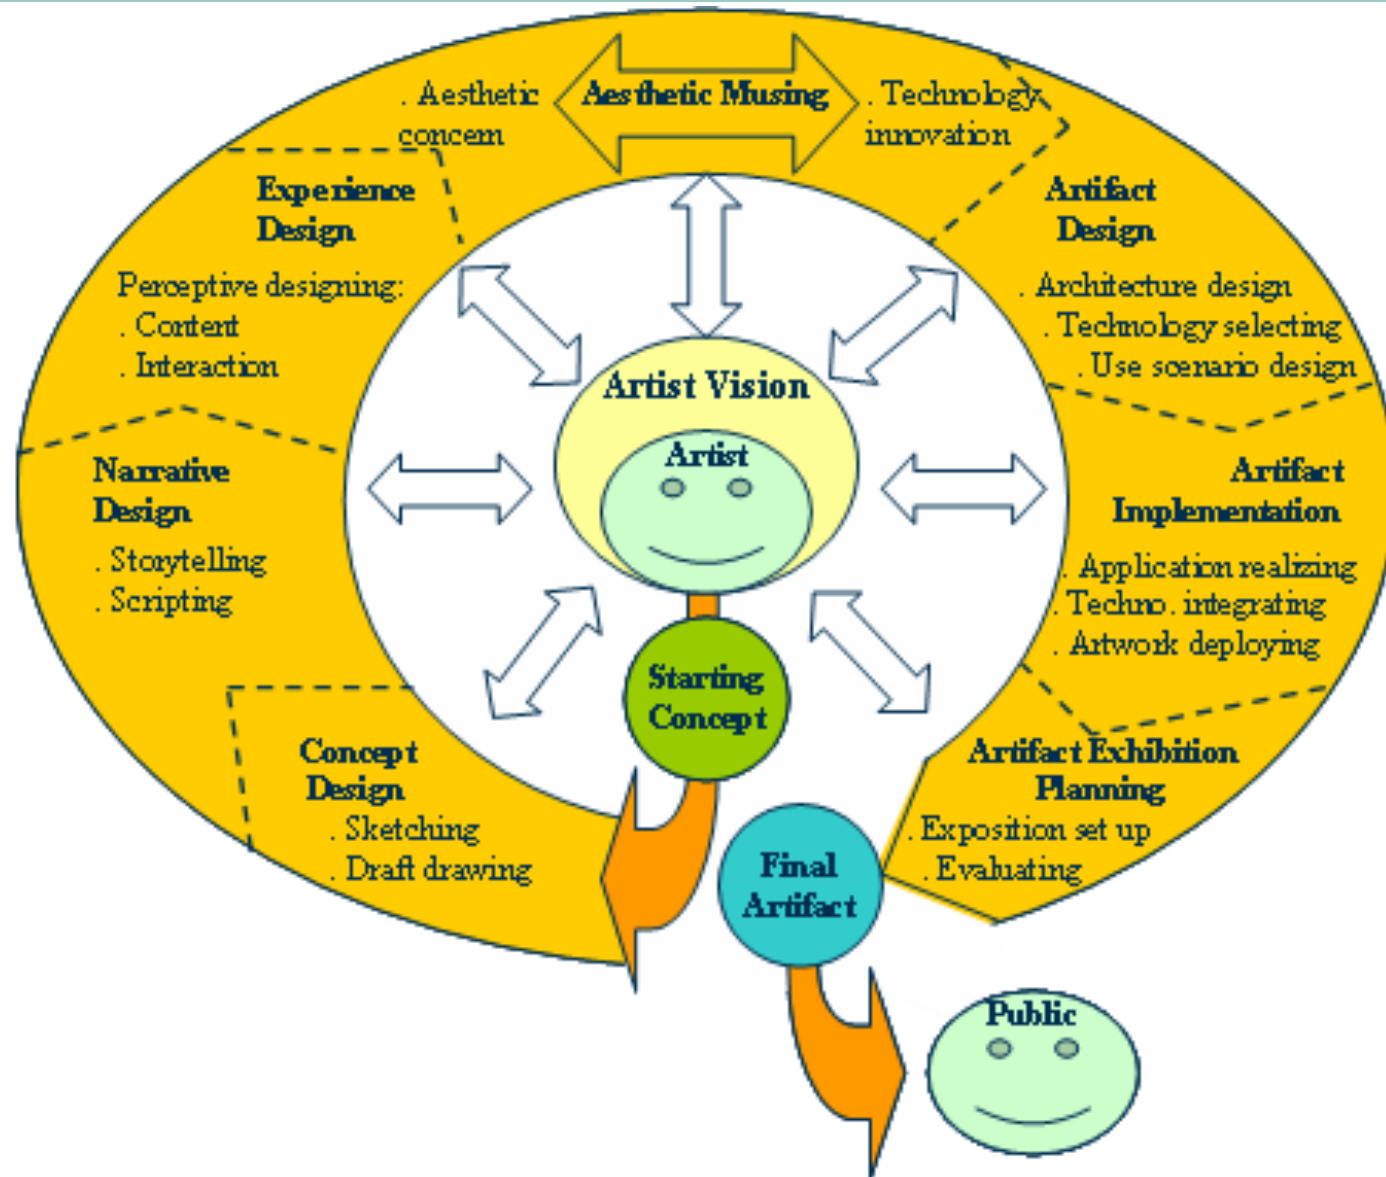 Aesthetic Musing
. Aesthetic
concern
. Technology
innovation
Experience
Design
Perceptive designing:
. Content
. Interaction
Artifact
Design
. Architecture design
. Technology selecting
. Use scenario design
Artist Vision
Artist
Narrative
Design
. Storytelling
. Scripting
Artifact
Implementation
. Application realizing
. Techno. integrating
. Artwork deploying
Starting
Concept
Concept
Design
. Sketching
. Draft drawing
Artifact Exhibition
Planning
. Exposition set up
. Evaluating
Final
Artifact
Public